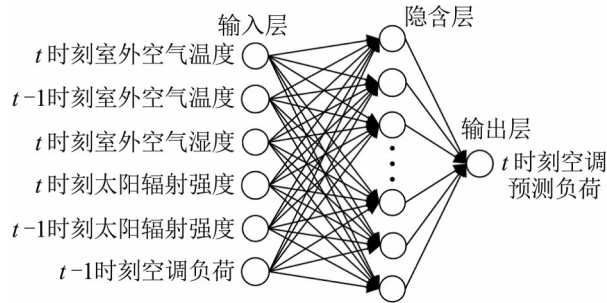 输入层
隐含层
t时刻室外空气温度
t-1时刻室外空气温度
t时刻室外空气湿度
t时刻太阳辐射强度
t-1时刻太阳辐射强度
t-1时刻空调负荷
输出层
t时刻空调
预测负荷